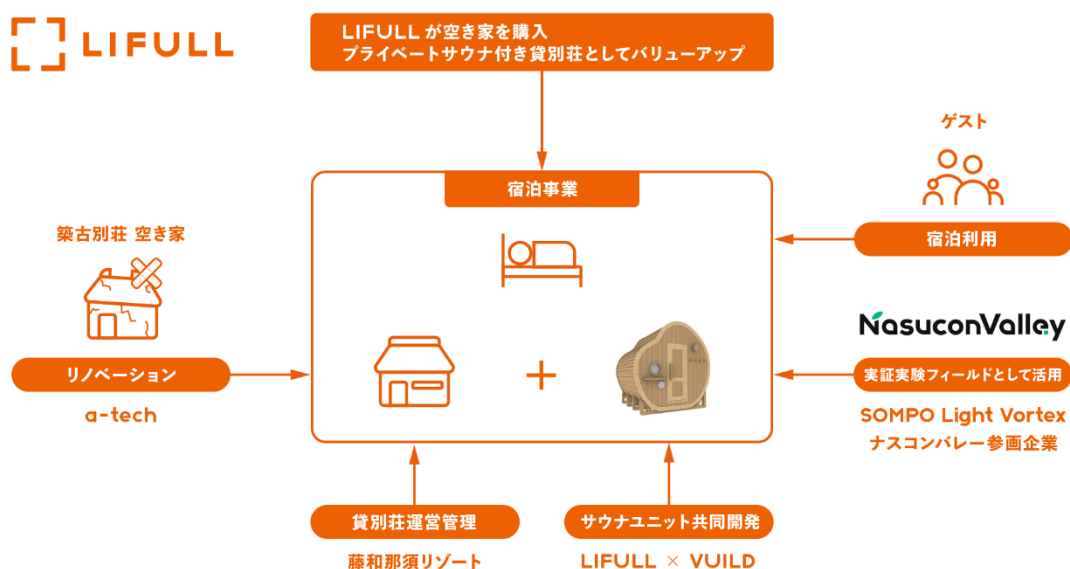 LIFULL
LIFULL が空き家を購入
プライベートサウナ付き貸別荘としてバリューアップ
宿泊事業
ゲスト
宿泊利用
築古別荘 空き家
リノベーション
a-tech
+
NasuconValley
実証実験フィールドとして活用
SOMPO Light Vortex
ナスコンバレー参画企業
貸別荘運営管理
藤和那須リゾート
サウナユニット共同開発
LIFULL × VUILD